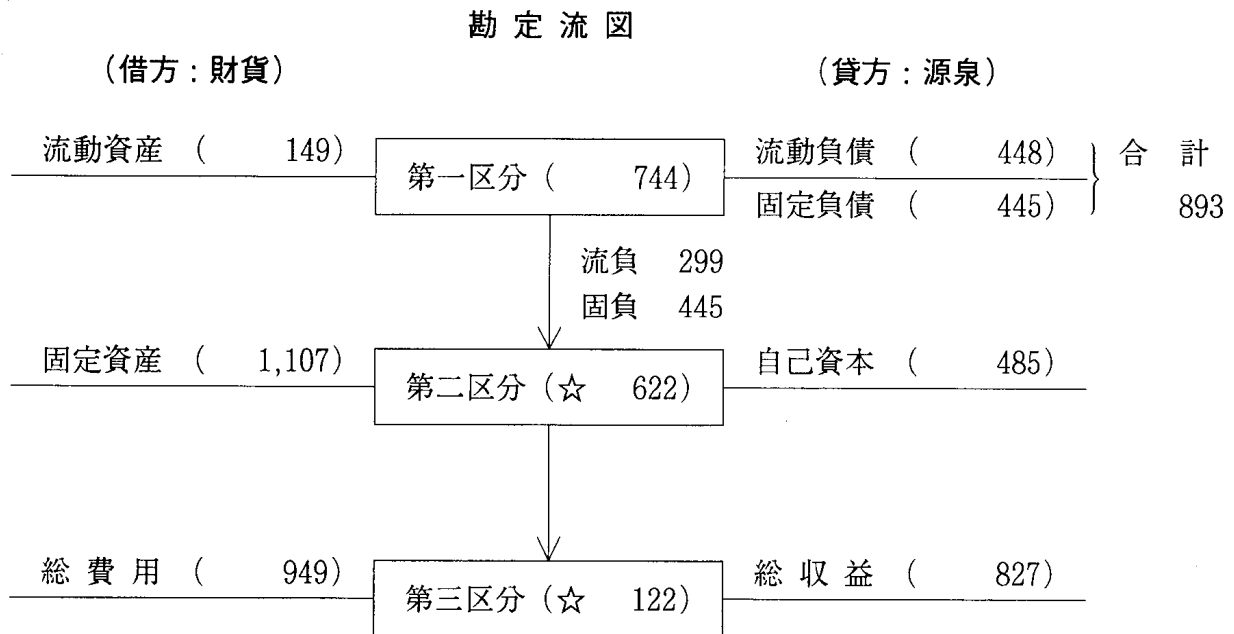 勘定流図
(借方:財貨) (貸方:源泉)
流動資産 ( 149) 第一区分 ( 744) 流動負債 ( 448) 合 計
固定負債 ( 445) 893
流負 299
固負 445
固定資産 ( 1,107) 第二区分 (☆ 622) 自己資本 ( 485)
総費用 ( 949) 第三区分 (☆ 122) 総収益 ( 827)